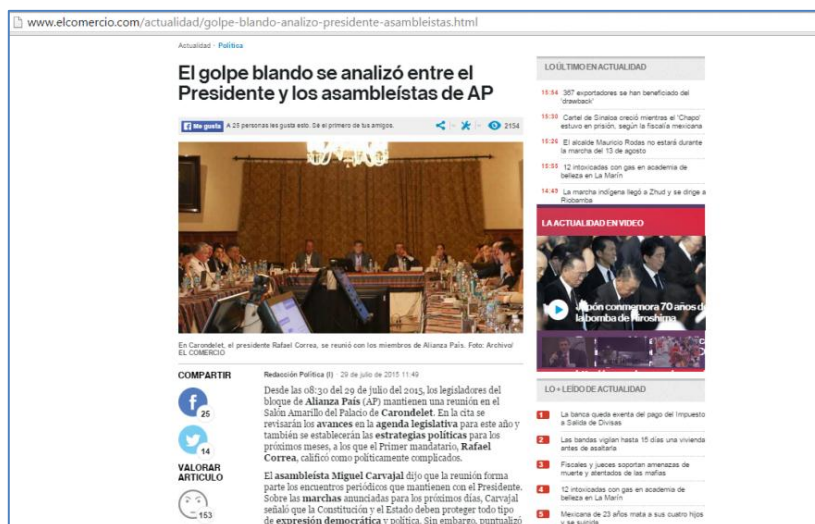 www.elcomercio.com/actualidad/golpe-blando-analizo-presidente-asambleistas.html
Actualidad · Política
El golpe blando se analizó entre el
Presidente y los asambleístas de AP
Me gusta A 25 personas les gusta esto. Sé el primero de tus amigos.
2154
En Carondelet, el presidente Rafael Correa, se reunió con los miembros de Alianza País. Foto: Archivo/
EL COMERCIO
COMPARTIR
25
14
VALORAR
ARTICULO
153
Redacción Política (I) · 29 de julio de 2015 11:49
Desde las 08:30 del 29 de julio del 2015, los legisladores del
bloque de Alianza País (AP) mantienen una reunión en el
Salón Amarillo del Palacio de Carondelet. En la cita se
revisarán los avances en la agenda legislativa para este año y
también se establecerán las estrategias políticas para los
próximos meses, a los que el Primer mandatario, Rafael
Correa, calificó como políticamente complicados.
El asambleísta Miguel Carvajal dijo que la reunión forma
parte los encuentros periódicos que mantienen con el Presidente.
Sobre las marchas anunciadas para los próximos días, Carvajal
señaló que la Constitución y el Estado deben proteger todo tipo
de expresión democrática y política. Sin embargo, puntualizó
LO ÚLTIMO EN ACTUALIDAD
15:54 367 exportadores se han beneficiado del
'drawback'
15:30 Cartel de Sinaloa creció mientras el 'Chapo'
estuvo en prisión, según la fiscalía mexicana
15:26 El alcalde Mauricio Rodas no estará durante
la marcha del 13 de agosto
12 intoxicadas con gas en academia de
belleza en La Marín
14:49 La marcha indígena llegó a Zhud y se dirige a
Riobamba
LA ACTUALIDAD EN VIDEO
Japón conmemora 70 años de
la bomba de Hiroshima
LO + LEÍDO DE ACTUALIDAD
1 La banca queda exenta del pago del Impuesto
a Salida de Divisas
2 Las bandas vigilan hasta 15 días una vivienda
antes de asaltarla
3 Fiscales y jueces soportan amenazas de
muerte y atentados de las mafias
4 12 intoxicadas con gas en academia de
belleza en La Marín
5 Mexicana de 23 años mata a sus cuatro hijos
y se suicida